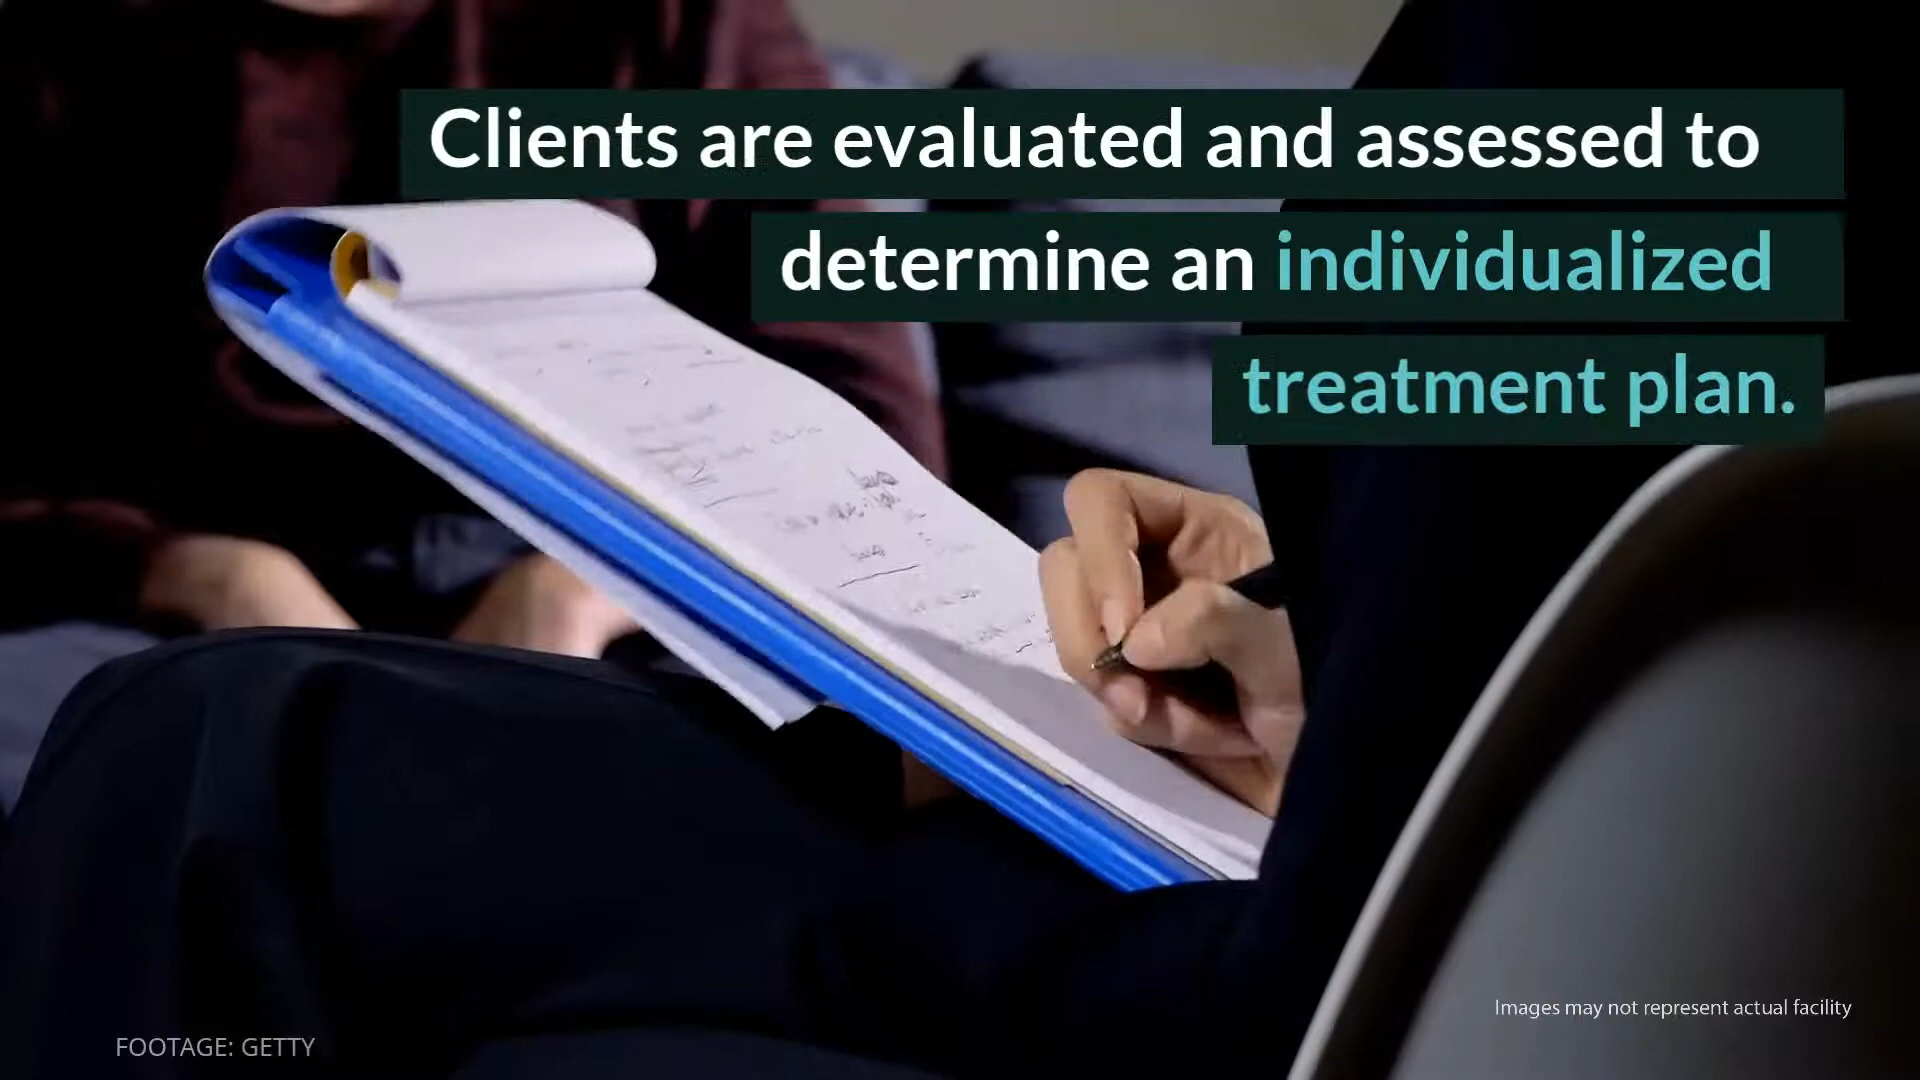 Clients are evaluated and assessed to
determine an individualized
treatment plan.
Images may not represent actual facility
FOOTAGE: GETTY